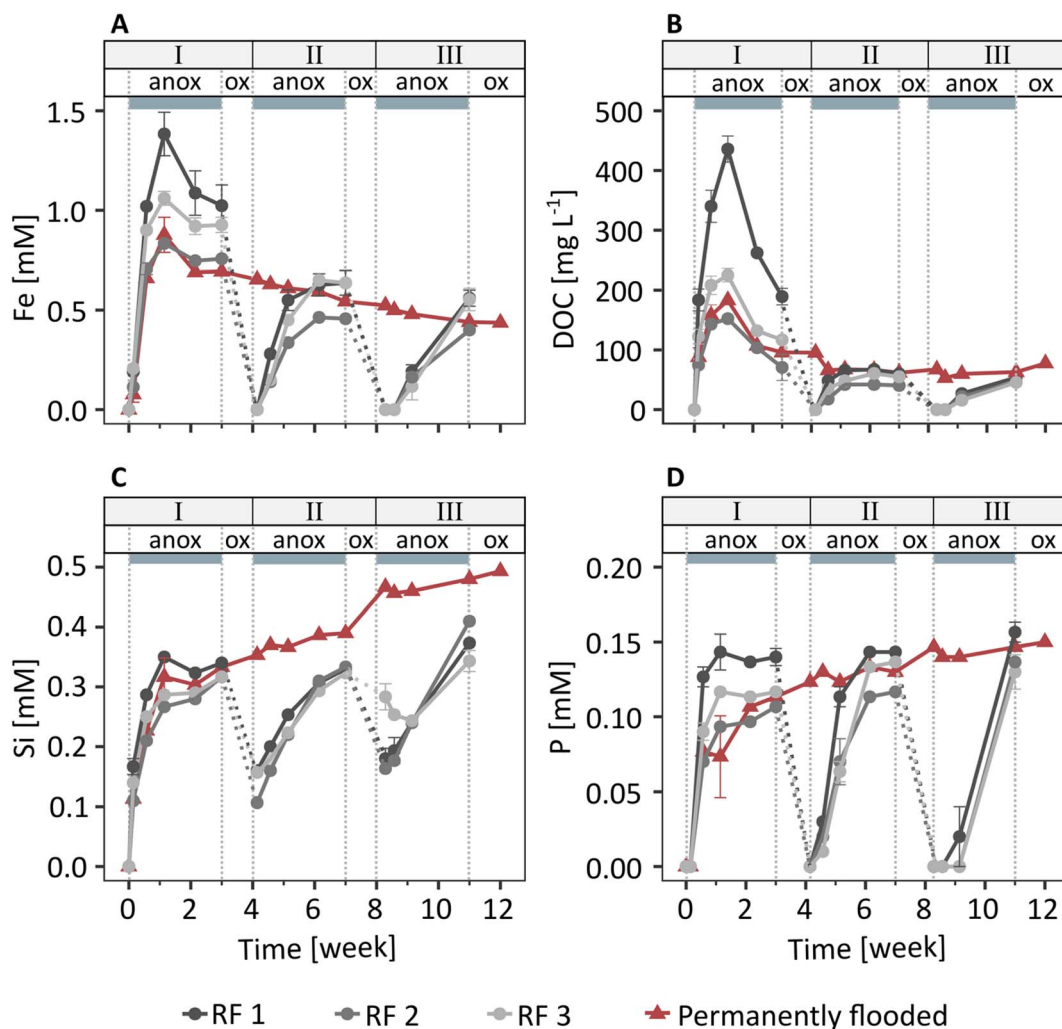 A
B
I II III
I II III
anox ox anox ox anox ox
anox ox anox ox anox ox
1.5
1.0
0.5
0.0
Fe [mM]
500
400
300
200
100
0
DOC [mg L⁻¹]
C
D
I II III
I II III
anox ox anox ox anox ox
anox ox anox ox anox ox
0.5
0.4
0.3
0.2
0.1
0.0
Si [mM]
0.20
0.15
0.10
0.05
0.00
P [mM]
0 2 4 6 8 10 12
0 2 4 6 8 10 12
Time [week]
Time [week]
RF 1 RF 2 RF 3 Permanently flooded